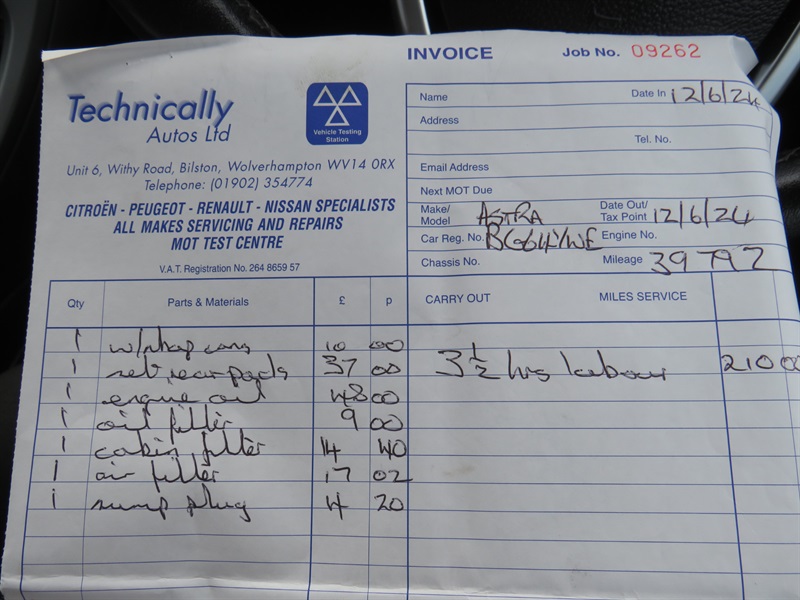 INVOICE Job No. 09262
Technically
Autos Ltd
Vehicle Testing
Station
Unit 6, Withy Road, Bilston, Wolverhampton WV14 0RX
Telephone: (01902) 354774
CITROËN - PEUGEOT - RENAULT - NISSAN SPECIALISTS
ALL MAKES SERVICING AND REPAIRS
MOT TEST CENTRE
V.A.T. Registration No. 264 8659 57
Name Date In 12/6/24
Address
Tel. No.
Email Address
Next MOT Due
Make/ Model ASTRA Date Out/ Tax Point 12/6/24
Car Reg. No. Engine No.
Chassis No. Mileage 39792
Qty Parts & Materials £ p CARRY OUT MILES SERVICE
1 10 00
1 set rear pads 37 00 3 1/2 hrs labour 210 00
1 engine oil 48 00
1 oil filter 9 00
1 cabin filter 14 40
1 air filter 17 02
1 sump plug 4 20